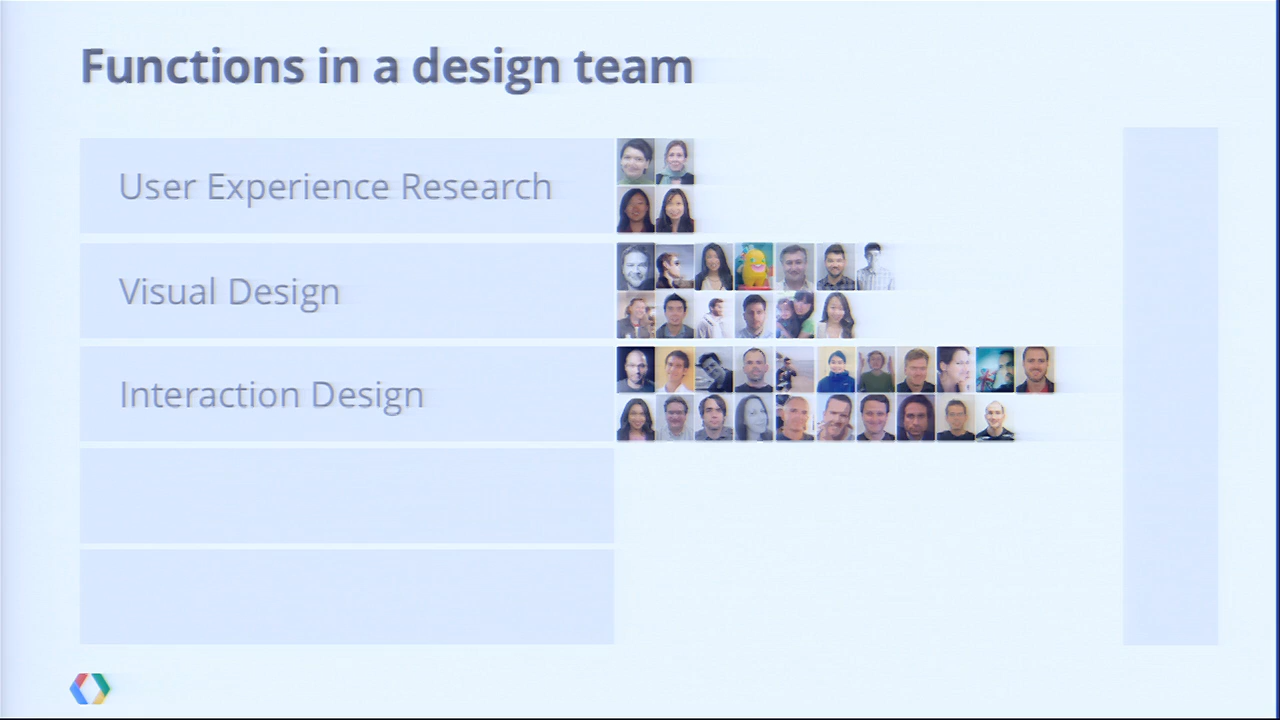 Functions in a design team
User Experience Research
Visual Design
Interaction Design